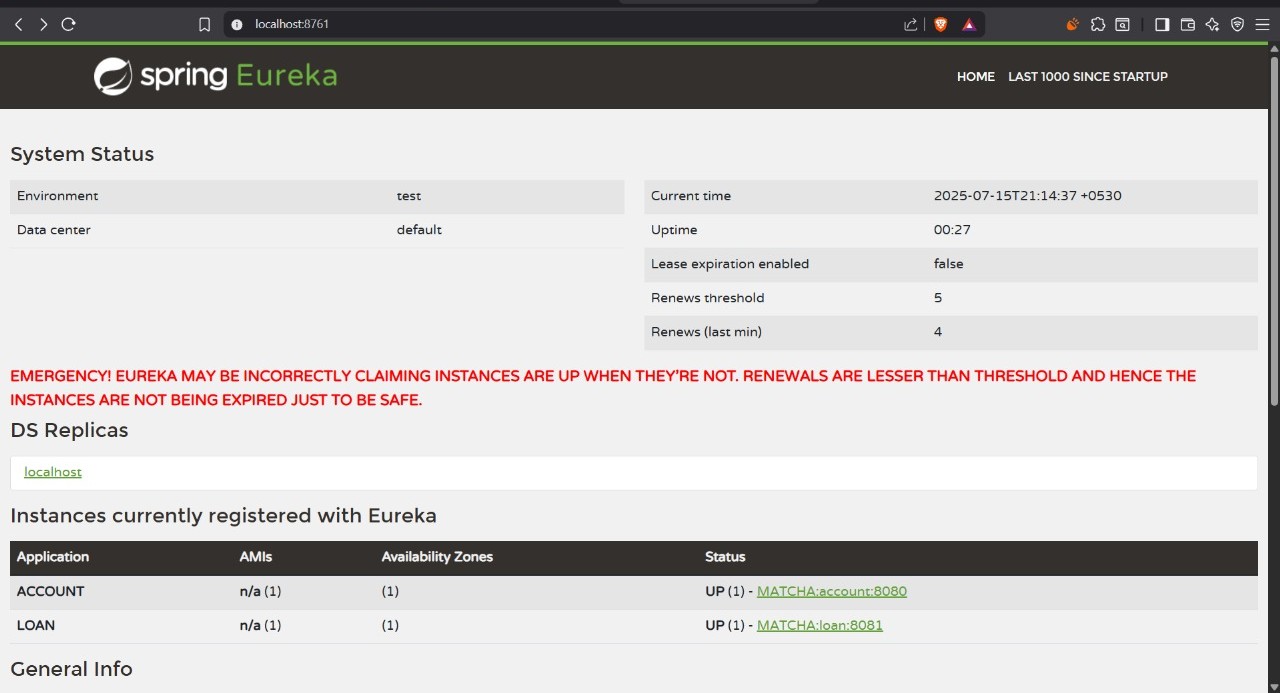 localhost:8761
spring Eureka
HOME LAST 1000 SINCE STARTUP
System Status
Environment test
Data center default
Current time 2025-07-15T21:14:37 +0530
Uptime 00:27
Lease expiration enabled false
Renews threshold 5
Renews (last min) 4
EMERGENCY! EUREKA MAY BE INCORRECTLY CLAIMING INSTANCES ARE UP WHEN THEY'RE NOT. RENEWALS ARE LESSER THAN THRESHOLD AND HENCE THE
INSTANCES ARE NOT BEING EXPIRED JUST TO BE SAFE.
DS Replicas
localhost
Instances currently registered with Eureka
Application AMIs Availability Zones Status
ACCOUNT n/a (1) (1) UP (1) - MATCHA:account:8080
LOAN n/a (1) (1) UP (1) - MATCHA:loan:8081
General Info